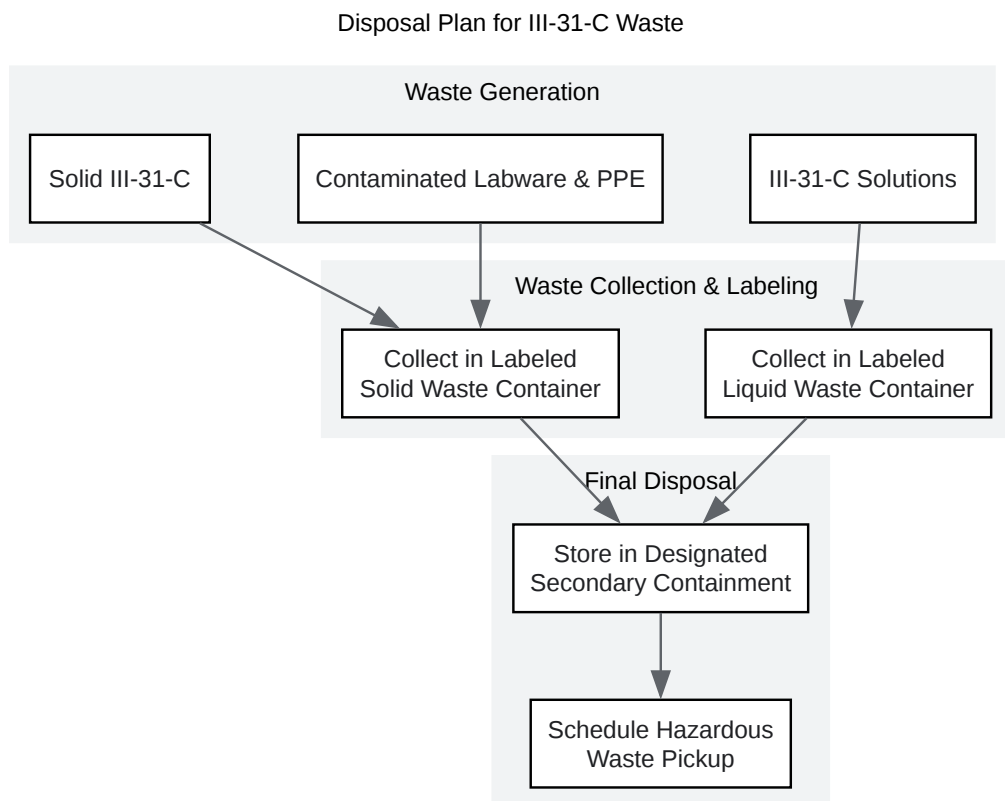 Disposal Plan for III-31-C Waste
Waste Generation
Solid III-31-C
Contaminated Labware & PPE
III-31-C Solutions
Waste Collection & Labeling
Collect in Labeled
Solid Waste Container
Collect in Labeled
Liquid Waste Container
Final Disposal
Store in Designated
Secondary Containment
Schedule Hazardous
Waste Pickup